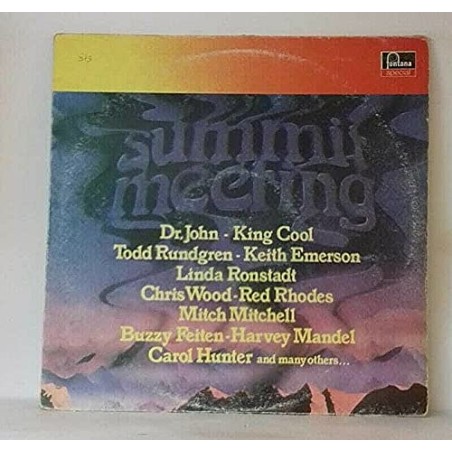 fontana
special
summit
meeting
Dr. John - King Cool
Todd Rundgren - Keith Emerson
Linda Ronstadt
Chris Wood - Red Rhodes
Mitch Mitchell
Buzzy Feiten - Harvey Mandel
Carol Hunter and many others...